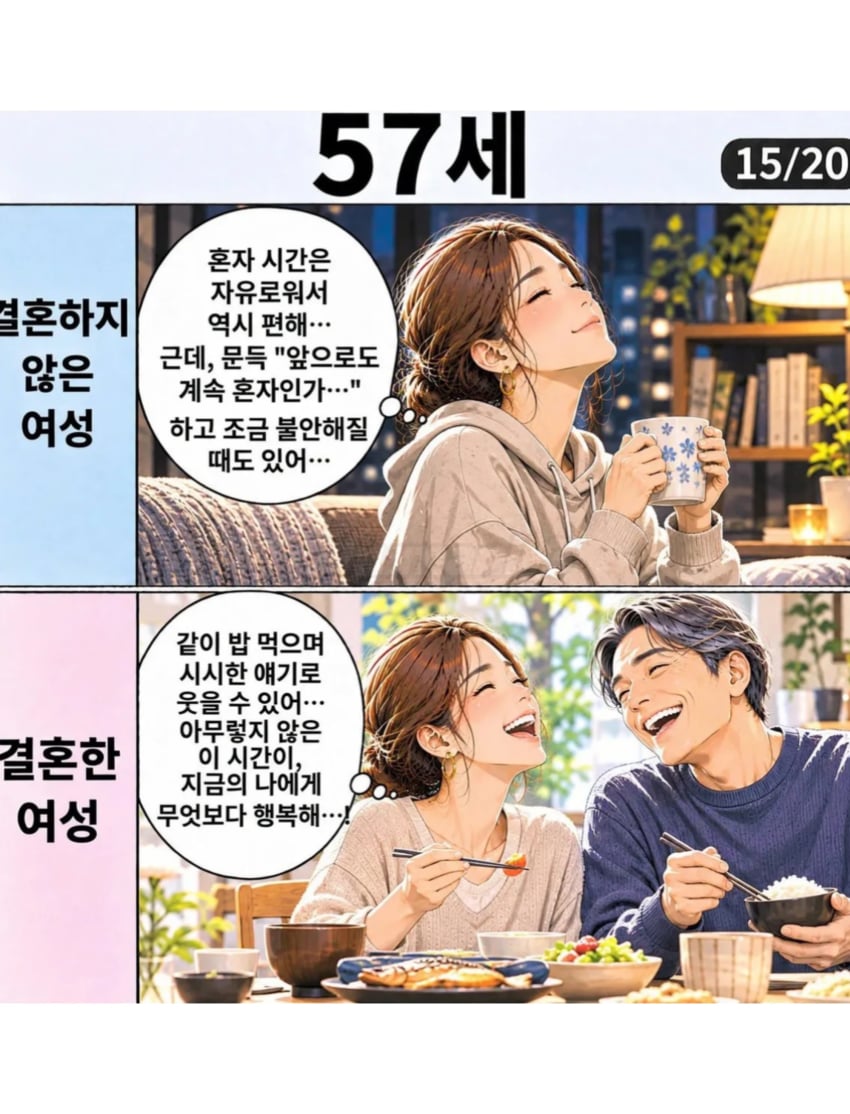 57세
15/20
결혼하지
않은
여성
혼자 시간은
자유로워서
역시 편해…
근데, 문득 "앞으로도
계속 혼자인가…"
하고 조금 불안해질
때도 있어…
결혼한
여성
같이 밥 먹으며
시시한 얘기로
웃을 수 있어…
아무렇지 않은
이 시간이,
지금의 나에게
무엇보다 행복해…!